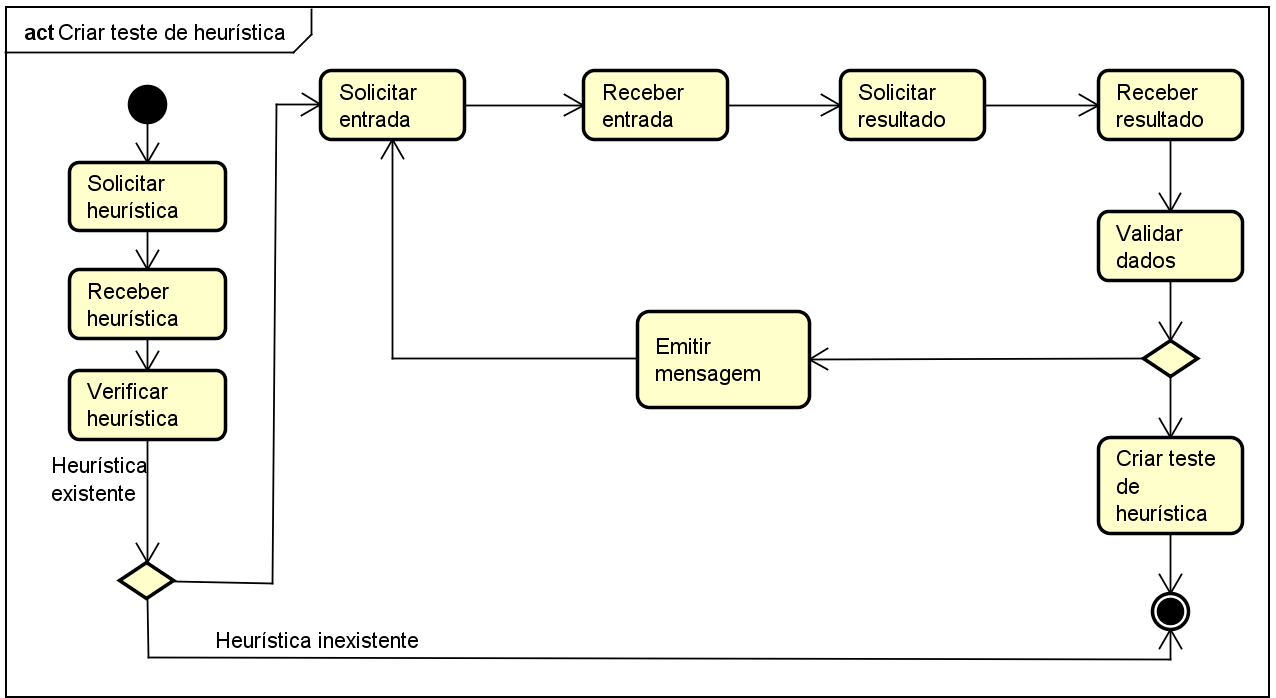 act Criar teste de heurística
Solicitar
heurística
Receber
heurística
Verificar
heurística
Heurística
existente
Solicitar
entrada
Receber
entrada
Solicitar
resultado
Receber
resultado
Validar
dados
Emitir
mensagem
Criar teste
de
heurística
Heurística inexistente